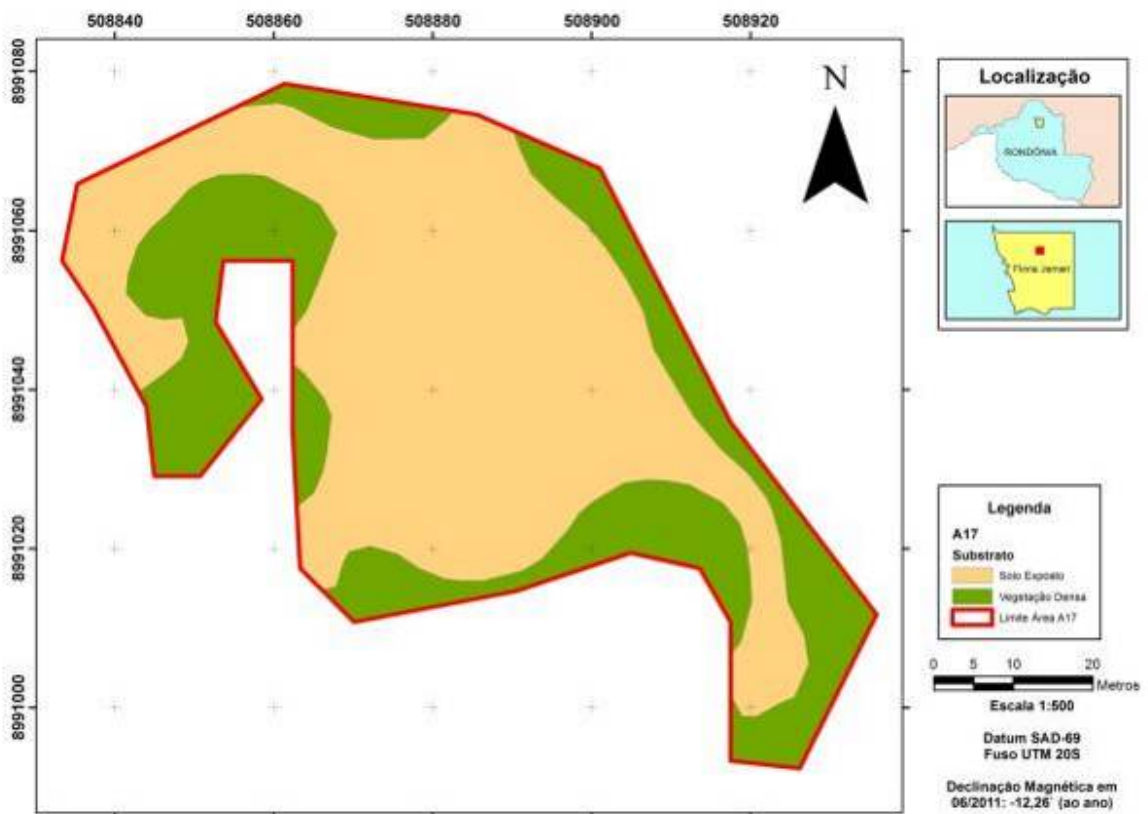 508840 508860 508880 508900 508920
8991080
8991060
8991040
8991020
8991000
N
Localização
RONDÔNIA
Flona Jamari
Legenda
A17
Substrato
Solo Exposto
Vegetação Densa
Limite Área A17
0 5 10 20
Metros
Escala 1:500
Datum SAD-69
Fuso UTM 20S
Declinação Magnética em
06/2011: -12,26' (ao ano)